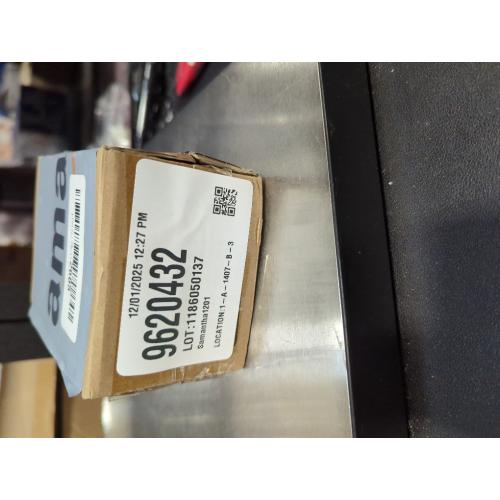 12/01/2025 12:27 PM
9620432
LOT:1186050137
Samantha1201
LOCATION:1-A-1407-B-3
ama